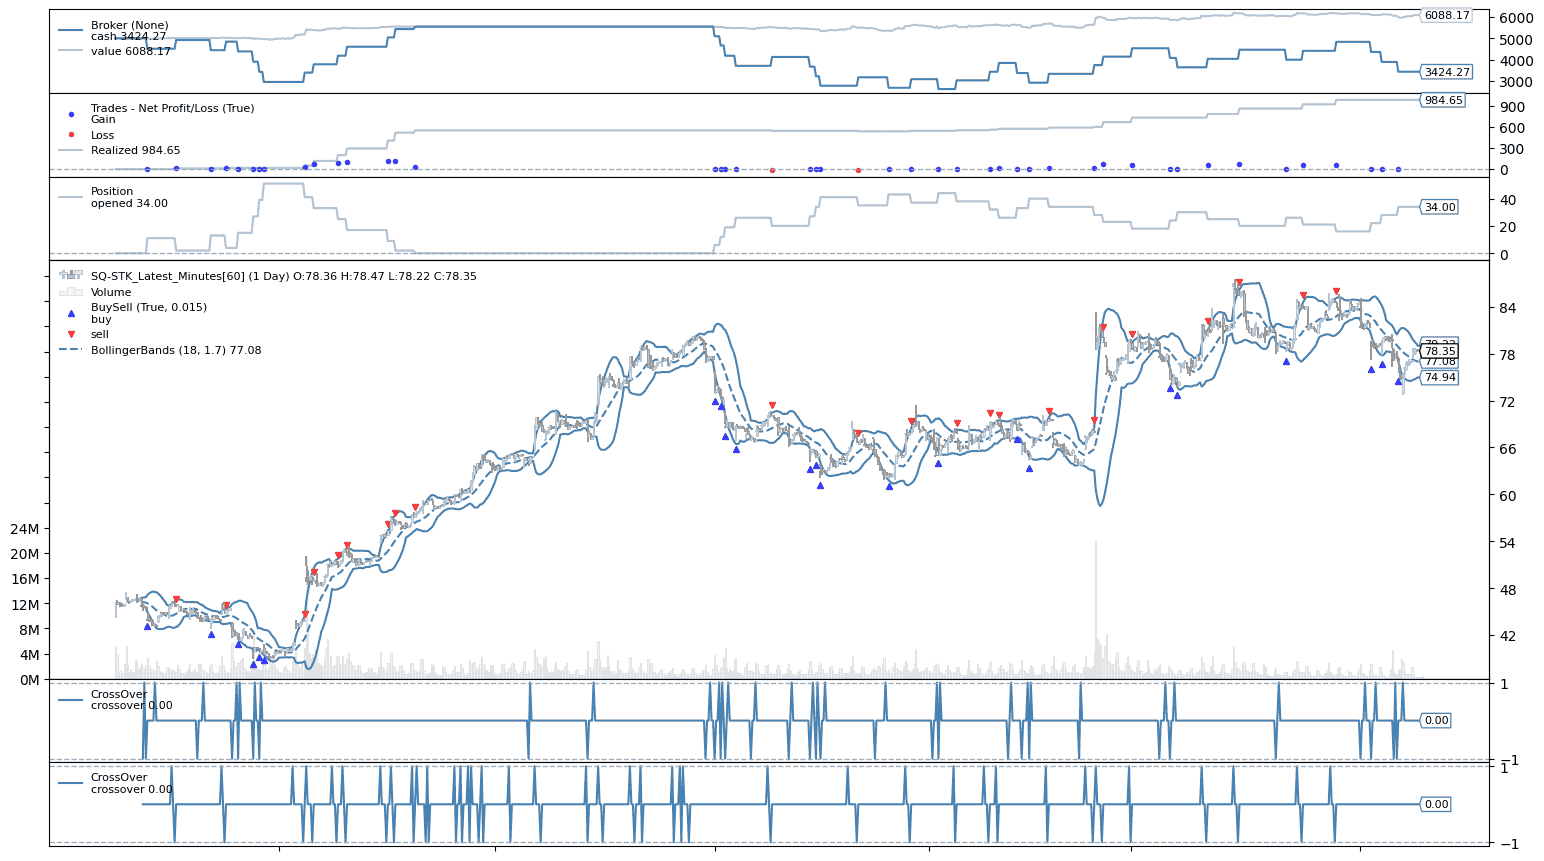 Broker (None)
cash 3424.27
value 6088.17
6088.17
3424.27
6000
5000
4000
3000
Trades - Net Profit/Loss (True)
Gain
Loss
Realized 984.65
984.65
900
600
300
0
Position
opened 34.00
34.00
40
20
0
SQ-STK_Latest_Minutes[60] (1 Day) O:78.36 H:78.47 L:78.22 C:78.35
Volume
BuySell (True, 0.015)
buy
sell
BollingerBands (18, 1.7) 77.08
78.35
77.08
74.94
84
78
72
66
60
54
48
42
24M
20M
16M
12M
8M
4M
0M
CrossOver
crossover 0.00
0.00
1
−1
CrossOver
crossover 0.00
0.00
1
−1